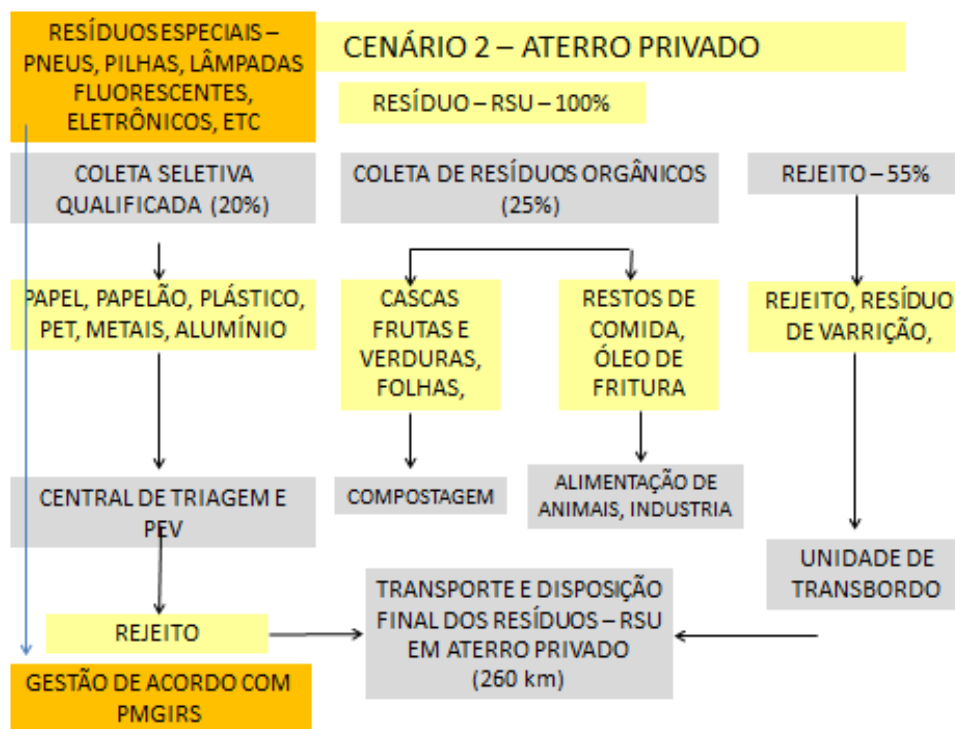 RESÍDUOS ESPECIAIS –
PNEUS, PILHAS, LÂMPADAS
FLUORESCENTES,
ELETRÔNICOS, ETC
CENÁRIO 2 – ATERRO PRIVADO
RESÍDUO – RSU – 100%
COLETA SELETIVA
QUALIFICADA (20%)
COLETA DE RESÍDUOS ORGÂNICOS
(25%)
REJEITO – 55%
PAPEL, PAPELÃO, PLÁSTICO,
PET, METAIS, ALUMÍNIO
CASCAS
FRUTAS E
VERDURAS,
FOLHAS,
RESTOS DE
COMIDA,
ÓLEO DE
FRITURA
REJEITO, RESÍDUO
DE VARRIÇÃO,
CENTRAL DE TRIAGEM E
PEV
COMPOSTAGEM
ALIMENTAÇÃO DE
ANIMAIS, INDUSTRIA
UNIDADE DE
TRANSBORDO
REJEITO
TRANSPORTE E DISPOSIÇÃO
FINAL DOS RESÍDUOS – RSU
EM ATERRO PRIVADO
(260 km)
GESTÃO DE ACORDO COM
PMGIRS